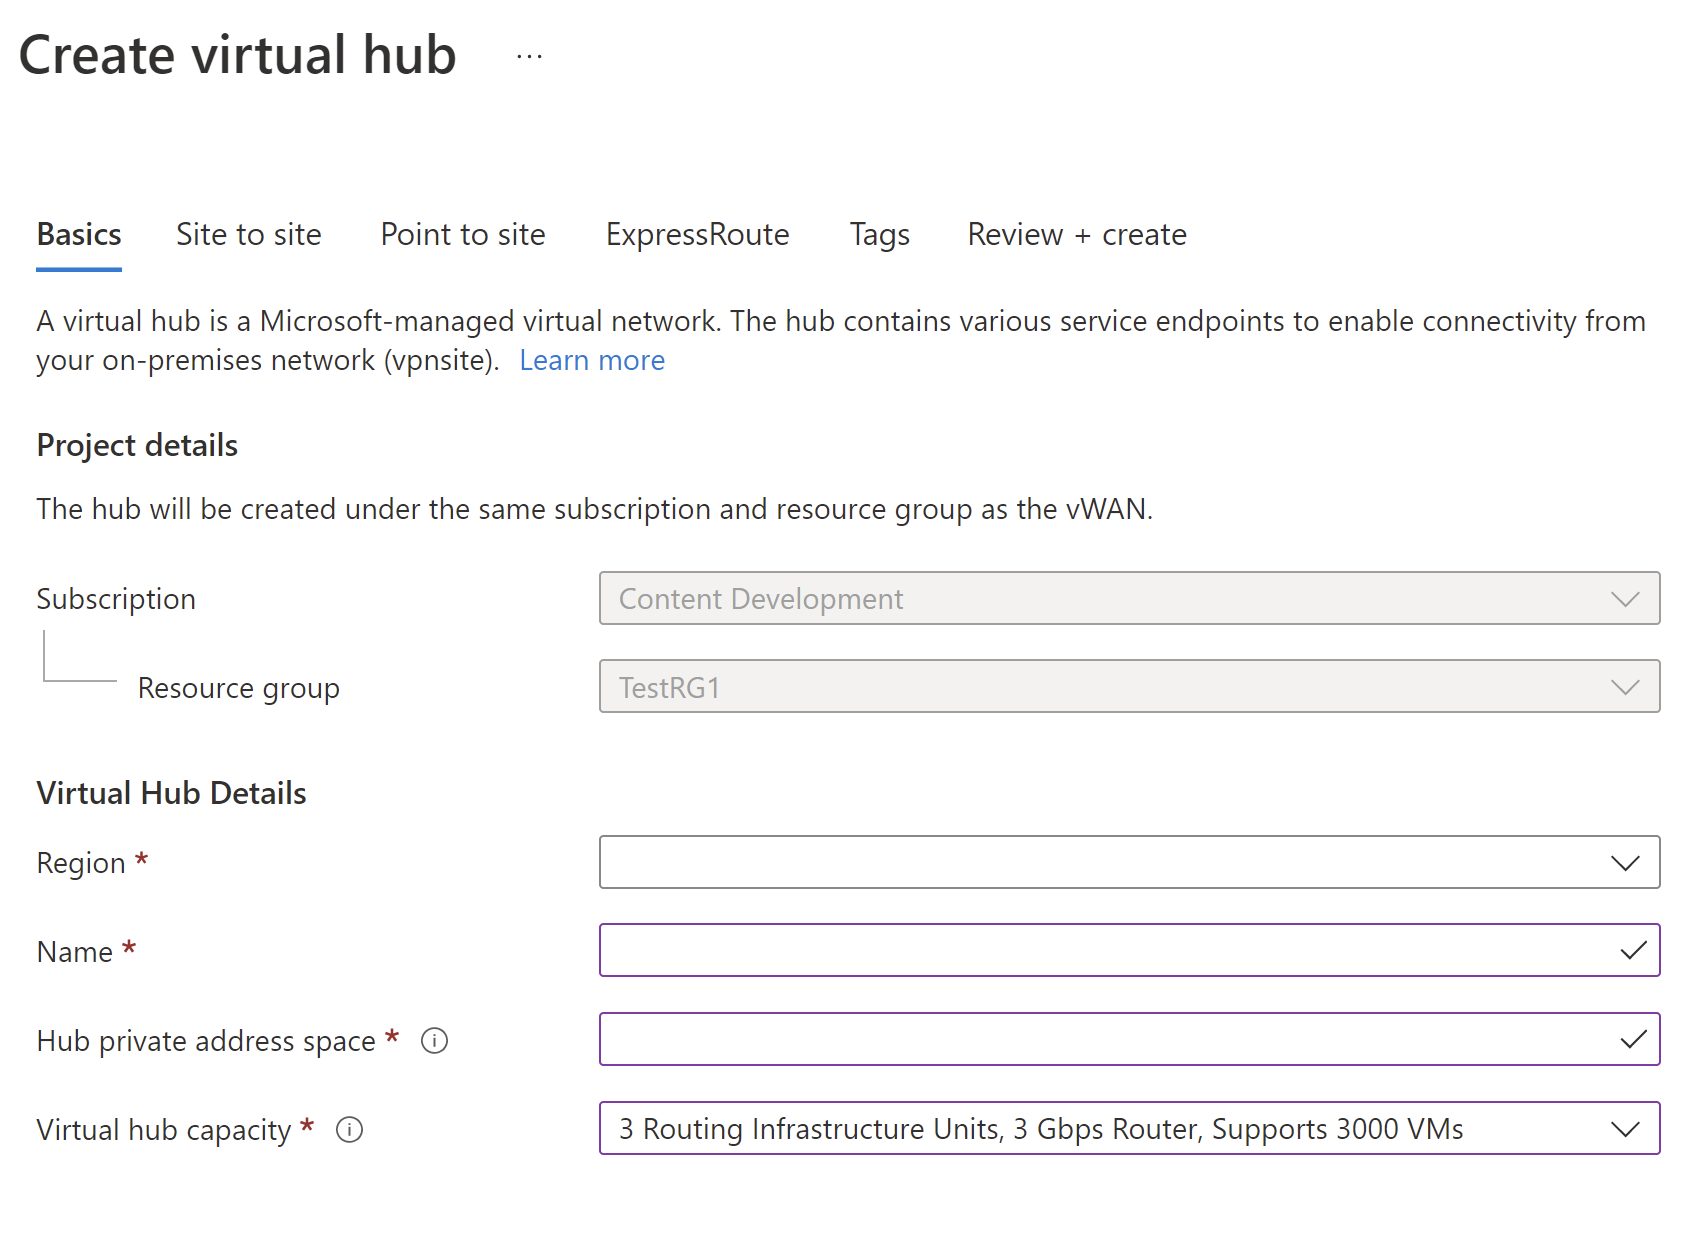 Create virtual hub ...
Basics Site to site Point to site ExpressRoute Tags Review + create
A virtual hub is a Microsoft-managed virtual network. The hub contains various service endpoints to enable connectivity from
your on-premises network (vpnsite). Learn more
Project details
The hub will be created under the same subscription and resource group as the vWAN.
Subscription Content Development
Resource group TestRG1
Virtual Hub Details
Region *
Name *
Hub private address space * i
Virtual hub capacity * i 3 Routing Infrastructure Units, 3 Gbps Router, Supports 3000 VMs